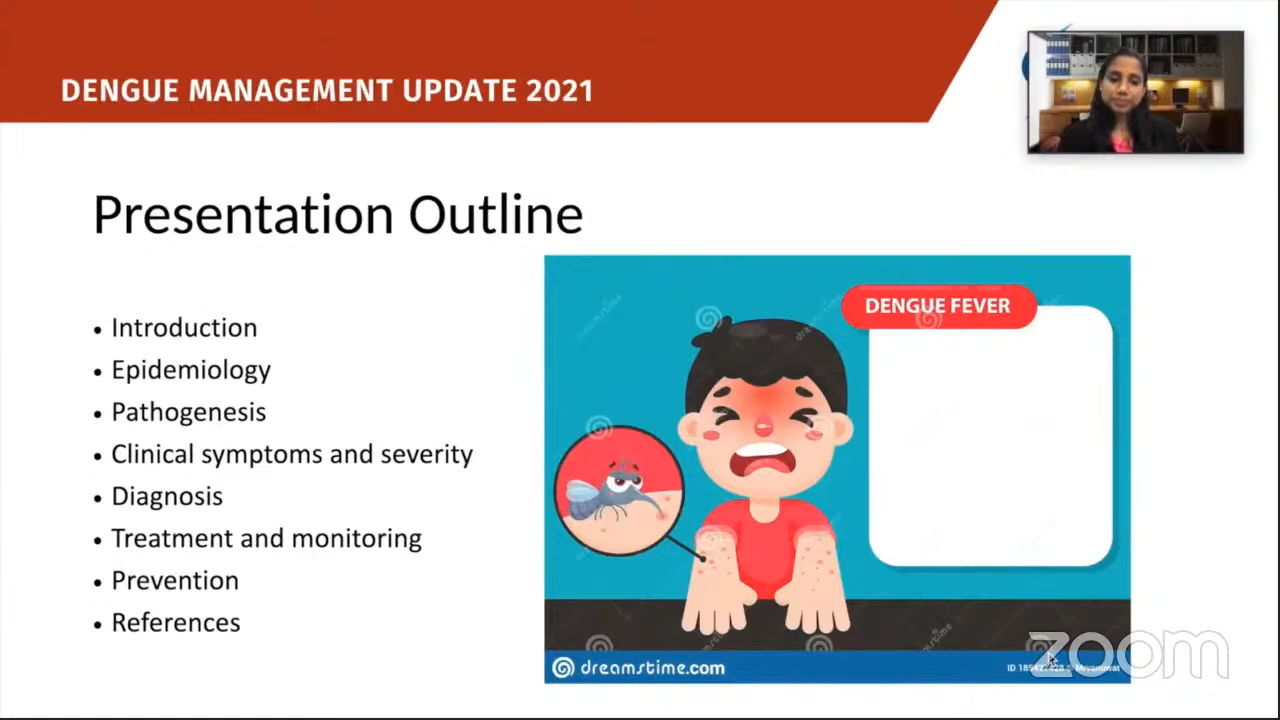 DENGUE MANAGEMENT UPDATE 2021
Presentation Outline
• Introduction
• Epidemiology
• Pathogenesis
• Clinical symptoms and severity
• Diagnosis
• Treatment and monitoring
• Prevention
• References
DENGUE FEVER
dreamstime.com
zoom